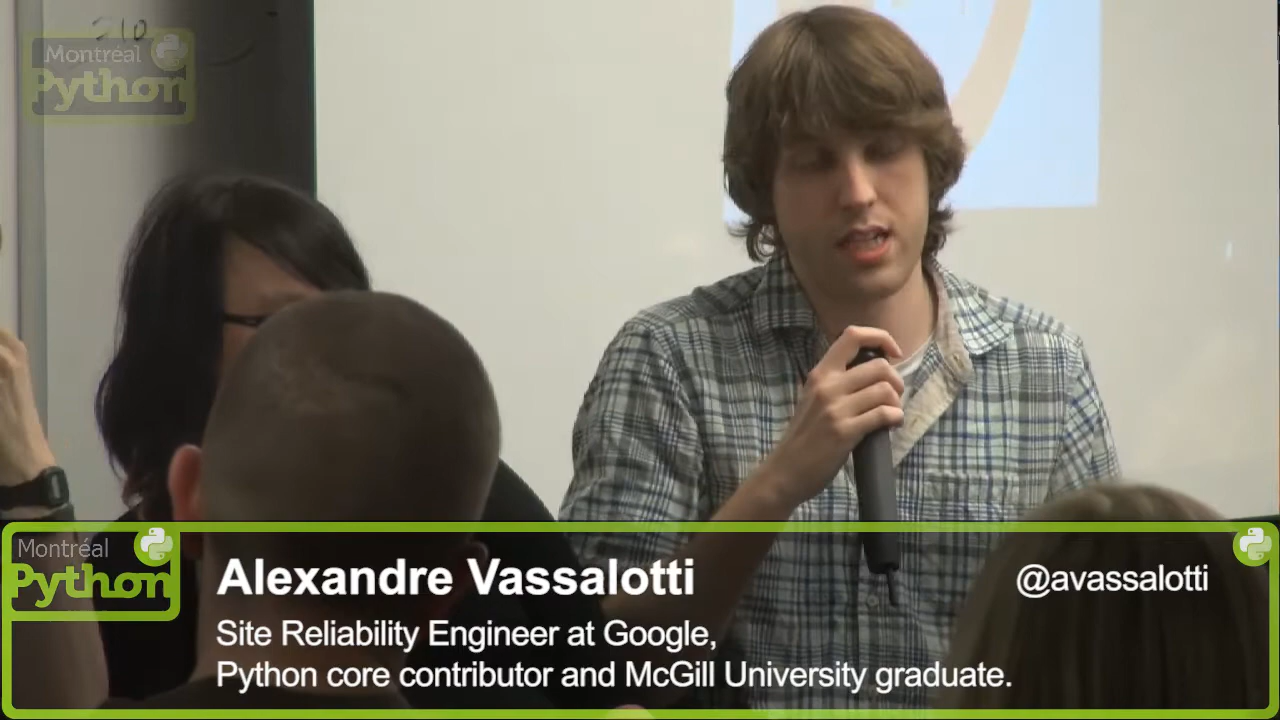 Montréal
Python
Montréal
Python
Alexandre Vassalotti
@avassalotti
Site Reliability Engineer at Google,
Python core contributor and McGill University graduate.